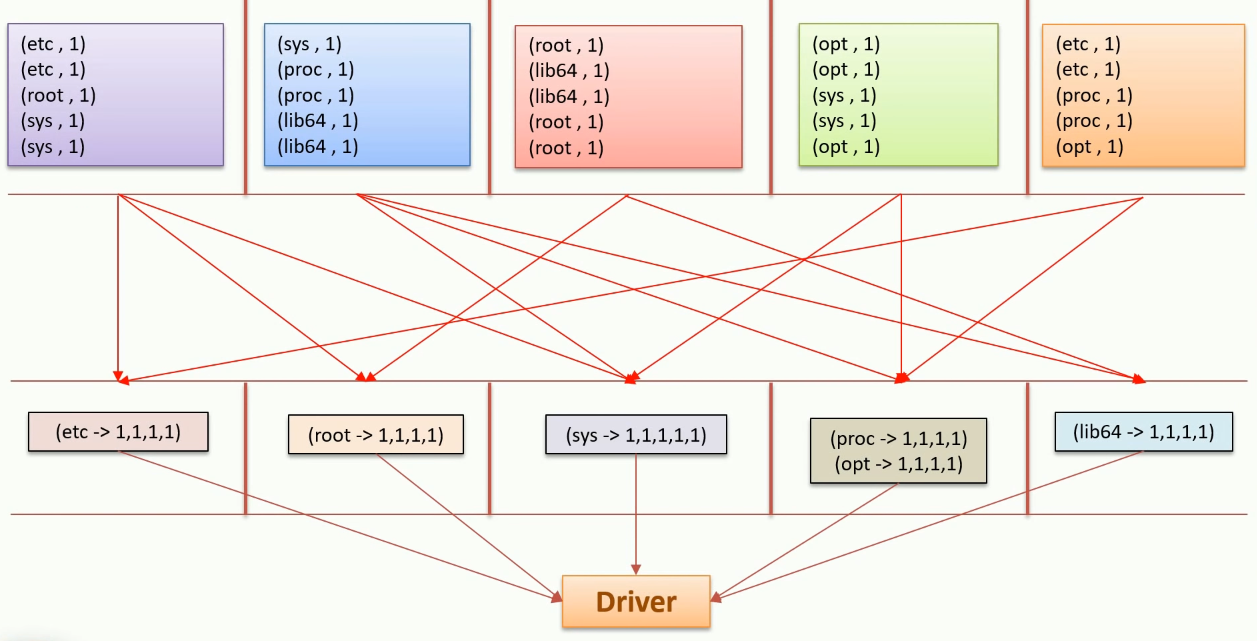 (etc , 1)
(etc , 1)
(root , 1)
(sys , 1)
(sys , 1)
(sys , 1)
(proc , 1)
(proc , 1)
(lib64 , 1)
(lib64 , 1)
(root , 1)
(lib64 , 1)
(lib64 , 1)
(root , 1)
(root , 1)
(opt , 1)
(opt , 1)
(sys , 1)
(sys , 1)
(opt , 1)
(etc , 1)
(etc , 1)
(proc , 1)
(proc , 1)
(opt , 1)
(etc -> 1,1,1,1)
(root -> 1,1,1,1)
(sys -> 1,1,1,1,1)
(proc -> 1,1,1,1)
(opt -> 1,1,1,1)
(lib64 -> 1,1,1,1)
Driver